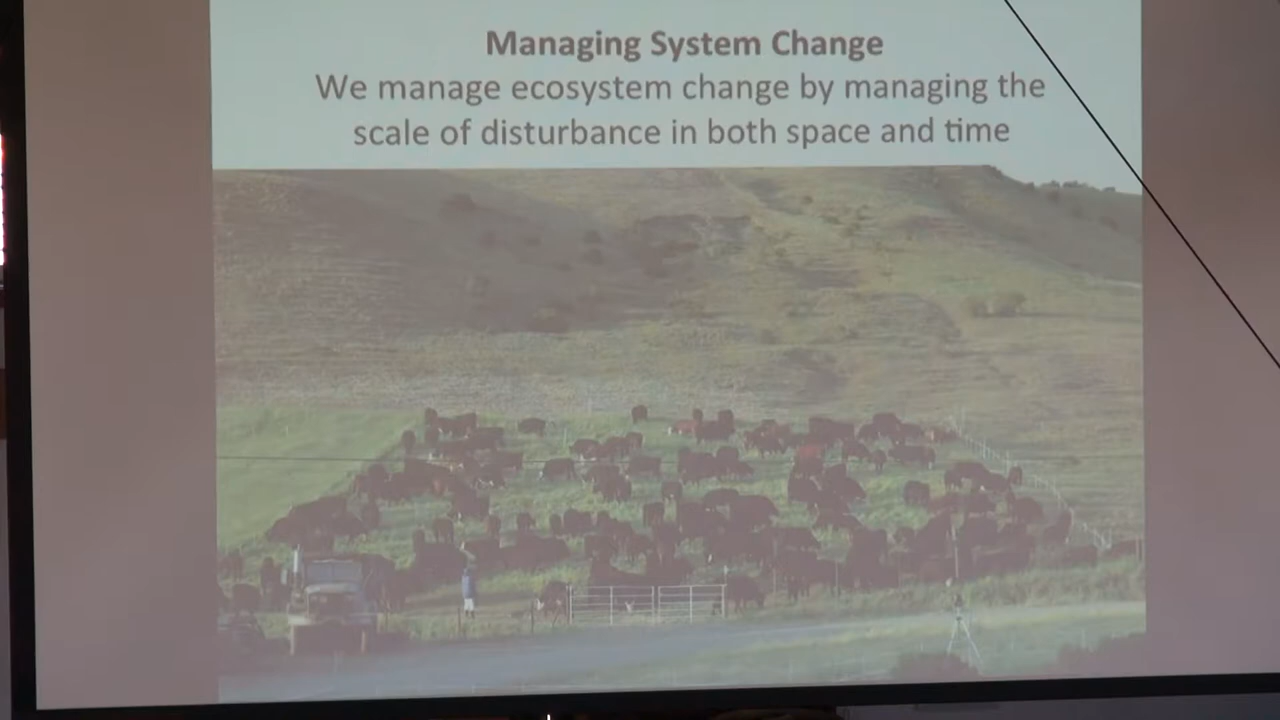 Managing System Change
We manage ecosystem change by managing the
scale of disturbance in both space and time